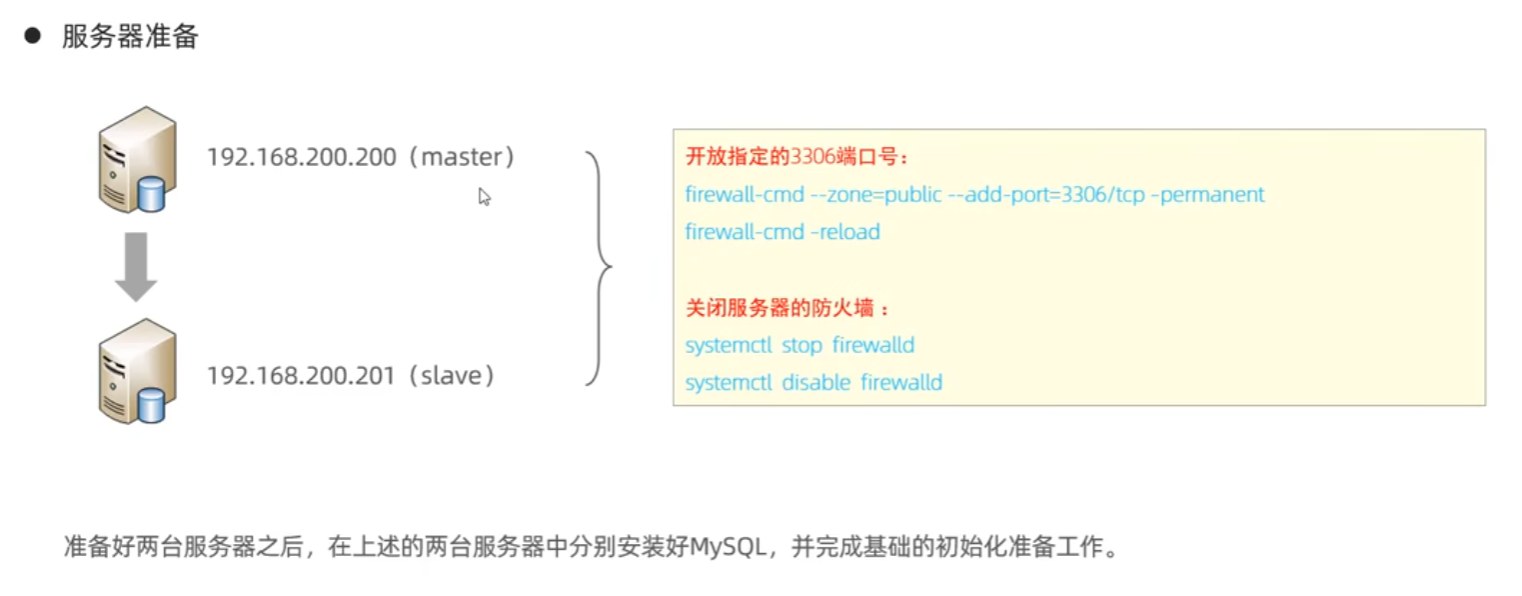 ● 服务器准备
192.168.200.200（master）
192.168.200.201（slave）
开放指定的3306端口号：
firewall-cmd --zone=public --add-port=3306/tcp -permanent
firewall-cmd -reload
关闭服务器的防火墙：
systemctl stop firewalld
systemctl disable firewalld
准备好两台服务器之后，在上述的两台服务器中分别安装好MySQL，并完成基础的初始化准备工作。